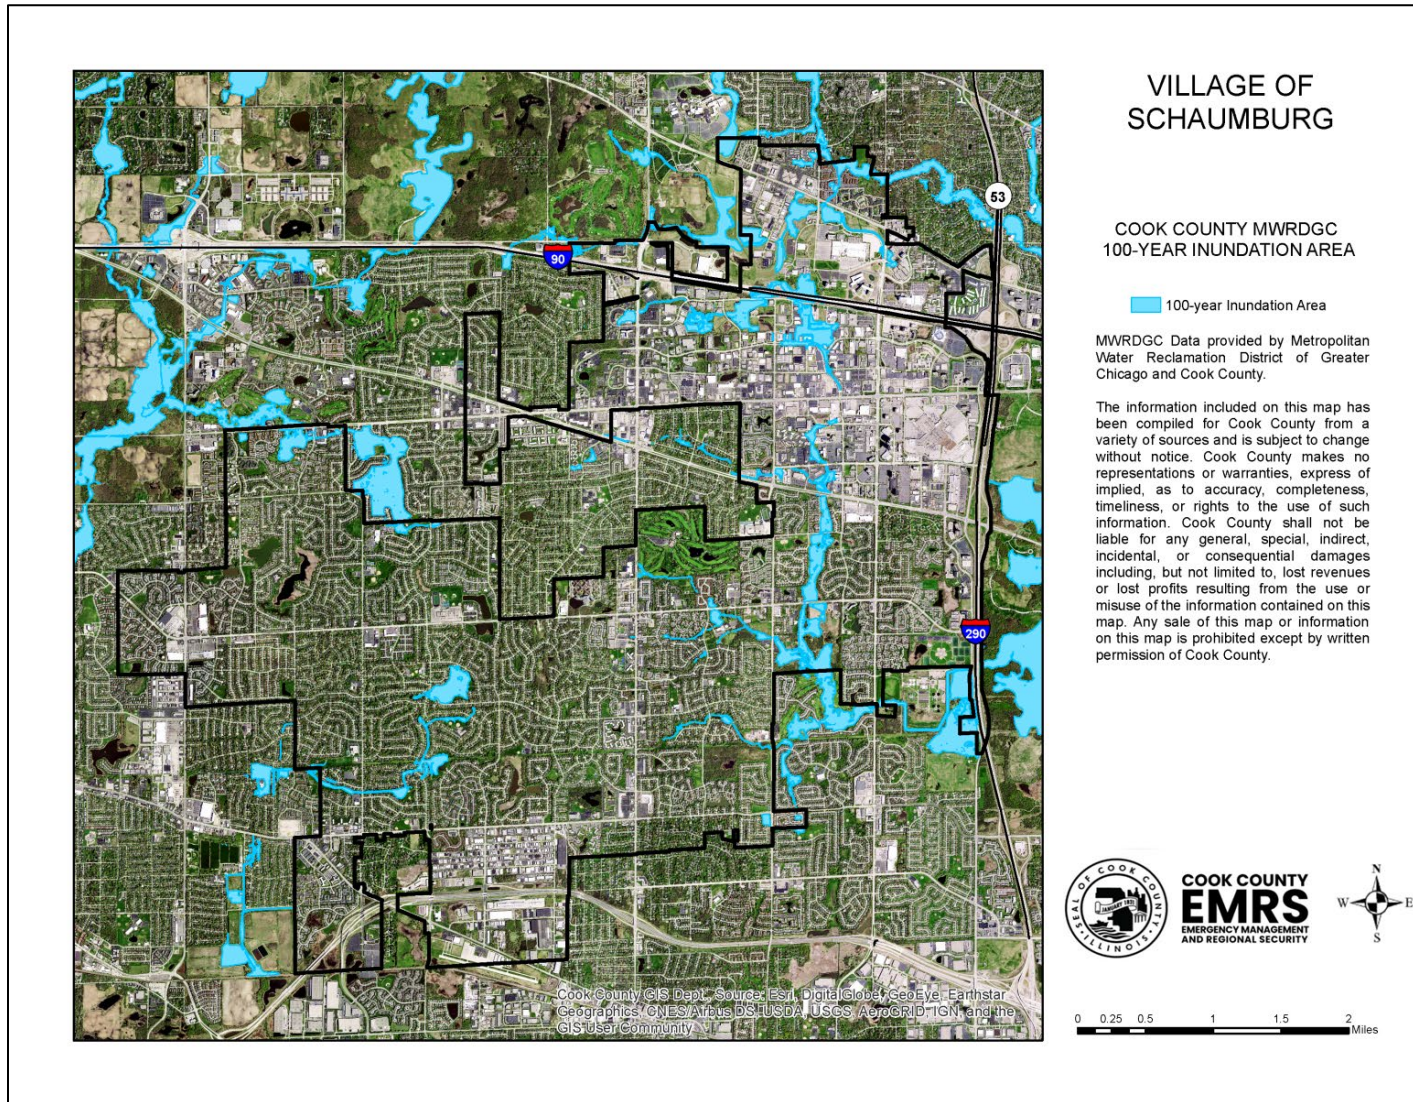 VILLAGE OF
SCHAUMBURG
COOK COUNTY MWRDGC
100-YEAR INUNDATION AREA
100-year Inundation Area
MWRDGC Data provided by Metropolitan
Water Reclamation District of Greater
Chicago and Cook County.
The information included on this map has
been compiled for Cook County from a
variety of sources and is subject to change
without notice. Cook County makes no
representations or warranties, express of
implied, as to accuracy, completeness,
timeliness, or rights to the use of such
information. Cook County shall not be
liable for any general, special, indirect,
incidental, or consequential damages
including, but not limited to, lost revenues
or lost profits resulting from the use or
misuse of the information contained on this
map. Any sale of this map or information
on this map is prohibited except by written
permission of Cook County.
53
90
290
SEAL OF COOK COUNTY
JANUARY 1831
ILLINOIS
COOK COUNTY
EMRS
EMERGENCY MANAGEMENT
AND REGIONAL SECURITY
N
W E
S
Cook County GIS Dept., Source: Esri, DigitalGlobe, GeoEye, Earthstar
Geographics, CNES/Airbus DS, USDA, USGS, AeroGRID, IGN, and the
GIS User Community
0 0.25 0.5 1 1.5 2
Miles